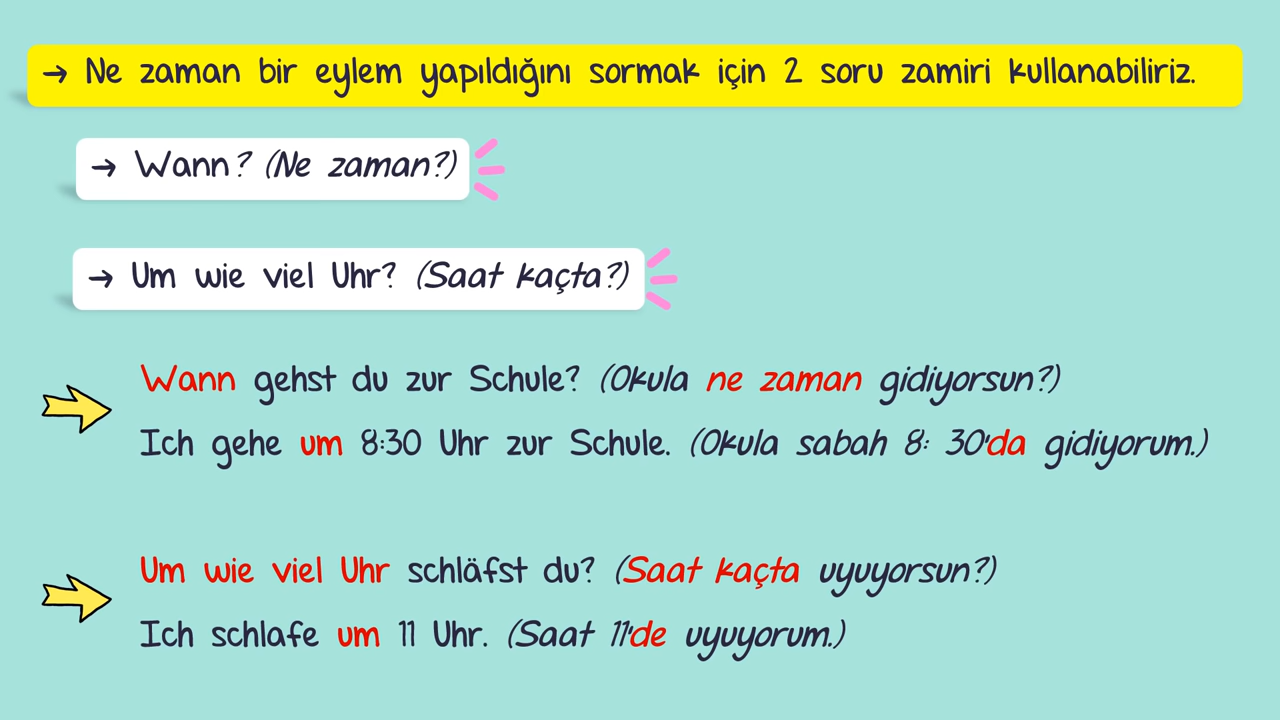 → Ne zaman bir eylem yapıldığını sormak için 2 soru zamiri kullanabiliriz.
→ Wann? (Ne zaman?)
→ Um wie viel Uhr? (Saat kaçta?)
Wann gehst du zur Schule? (Okula ne zaman gidiyorsun?)
Ich gehe um 8:30 Uhr zur Schule. (Okula sabah 8: 30'da gidiyorum.)
Um wie viel Uhr schläfst du? (Saat kaçta uyuyorsun?)
Ich schlafe um 11 Uhr. (Saat 11'de uyuyorum.)